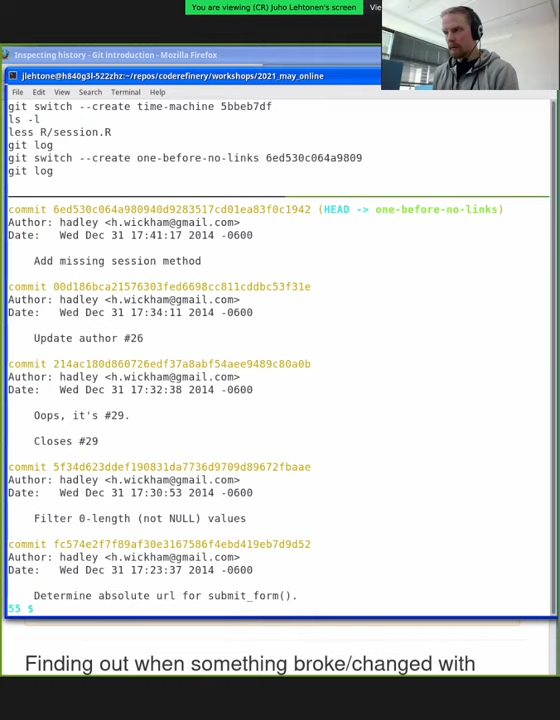 You are viewing (CR) Juho Lehtonen's screen
Vie
Inspecting history - Git introduction - Mozilla Firefox
jlehtone@h840g3l-522zhz:~/repos/coderefinery/workshops/2021_may_online
File Edit View Search Terminal Help
git switch --create time-machine 5bbeb7df
ls -l
less R/session.R
git log
git switch --create one-before-no-links 6ed530c064a9809
git log
commit 6ed530c064a980940d9283517cd01ea83f0c1942 (HEAD -> one-before-no-links)
Author: hadley <h.wickham@gmail.com>
Date: Wed Dec 31 17:41:17 2014 -0600
Add missing session method
commit 00d186bca21576303fed6698cc811cddbc53f31e
Author: hadley <h.wickham@gmail.com>
Date: Wed Dec 31 17:34:11 2014 -0600
Update author #26
commit 214ac180d860726edf37a8abf54aee9489c80a0b
Author: hadley <h.wickham@gmail.com>
Date: Wed Dec 31 17:32:38 2014 -0600
Oops, it's #29.
Closes #29
commit 5f34d623ddef190831da7736d9709d89672fbaae
Author: hadley <h.wickham@gmail.com>
Date: Wed Dec 31 17:30:53 2014 -0600
Filter 0-length (not NULL) values
commit fc574e2f7f89af30e3167586f4ebd419eb7d9d52
Author: hadley <h.wickham@gmail.com>
Date: Wed Dec 31 17:23:37 2014 -0600
Determine absolute url for submit_form().
55 $
Finding out when something broke/changed with